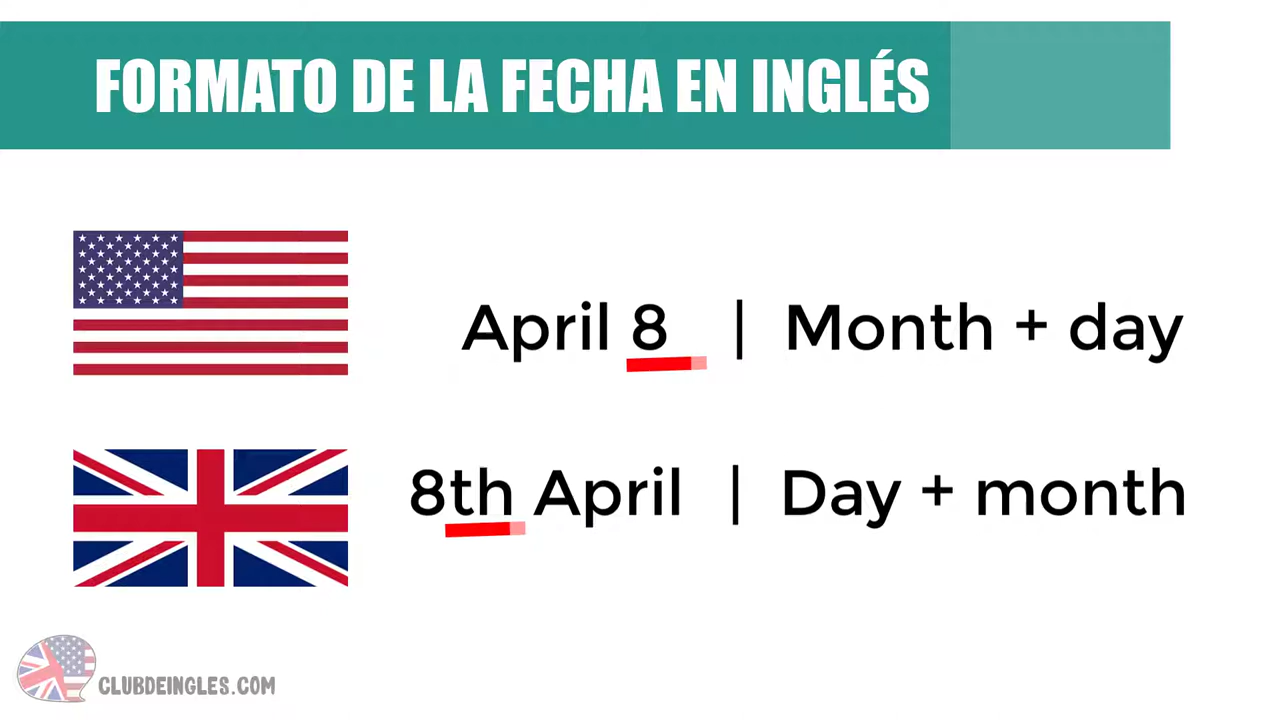 FORMATO DE LA FECHA EN INGLÉS
April 8 | Month + day
8th April | Day + month
CLUBDEINGLES.COM